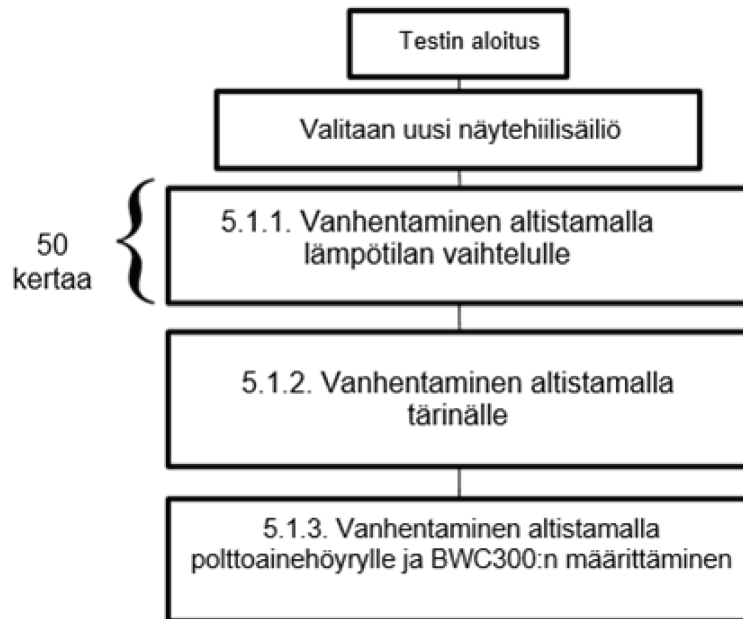 Testin aloitus
Valitaan uusi näytehiilisäiliö
50
kertaa
5.1.1. Vanhentaminen altistamalla
lämpötilan vaihtelulle
5.1.2. Vanhentaminen altistamalla
tärinälle
5.1.3. Vanhentaminen altistamalla
polttoainehöyrylle ja BWC300:n määrittäminen